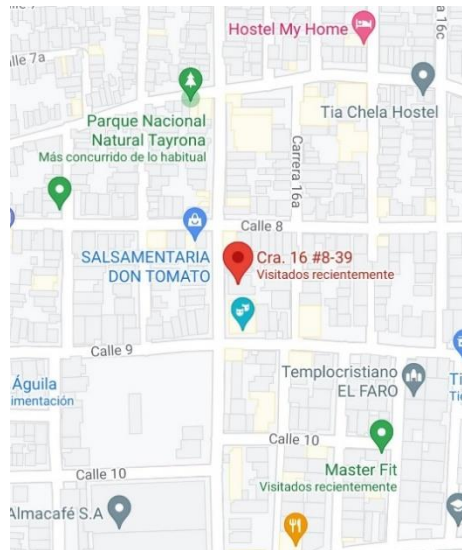 Hostel My Home
lle 7a
a 16c
Tia Chela Hostel
Parque Nacional
Natural Tayrona
Más concurrido de lo habitual
Carrera 16a
Calle 8
SALSAMENTARIA
DON TOMATO
Cra. 16 #8-39
Visitados recientemente
Calle 9
Águila
imentación
Templocristiano
EL FARO
Ti
Tig
Calle 10
Calle 10
Master Fit
Visitados recientemente
Almacafé S.A